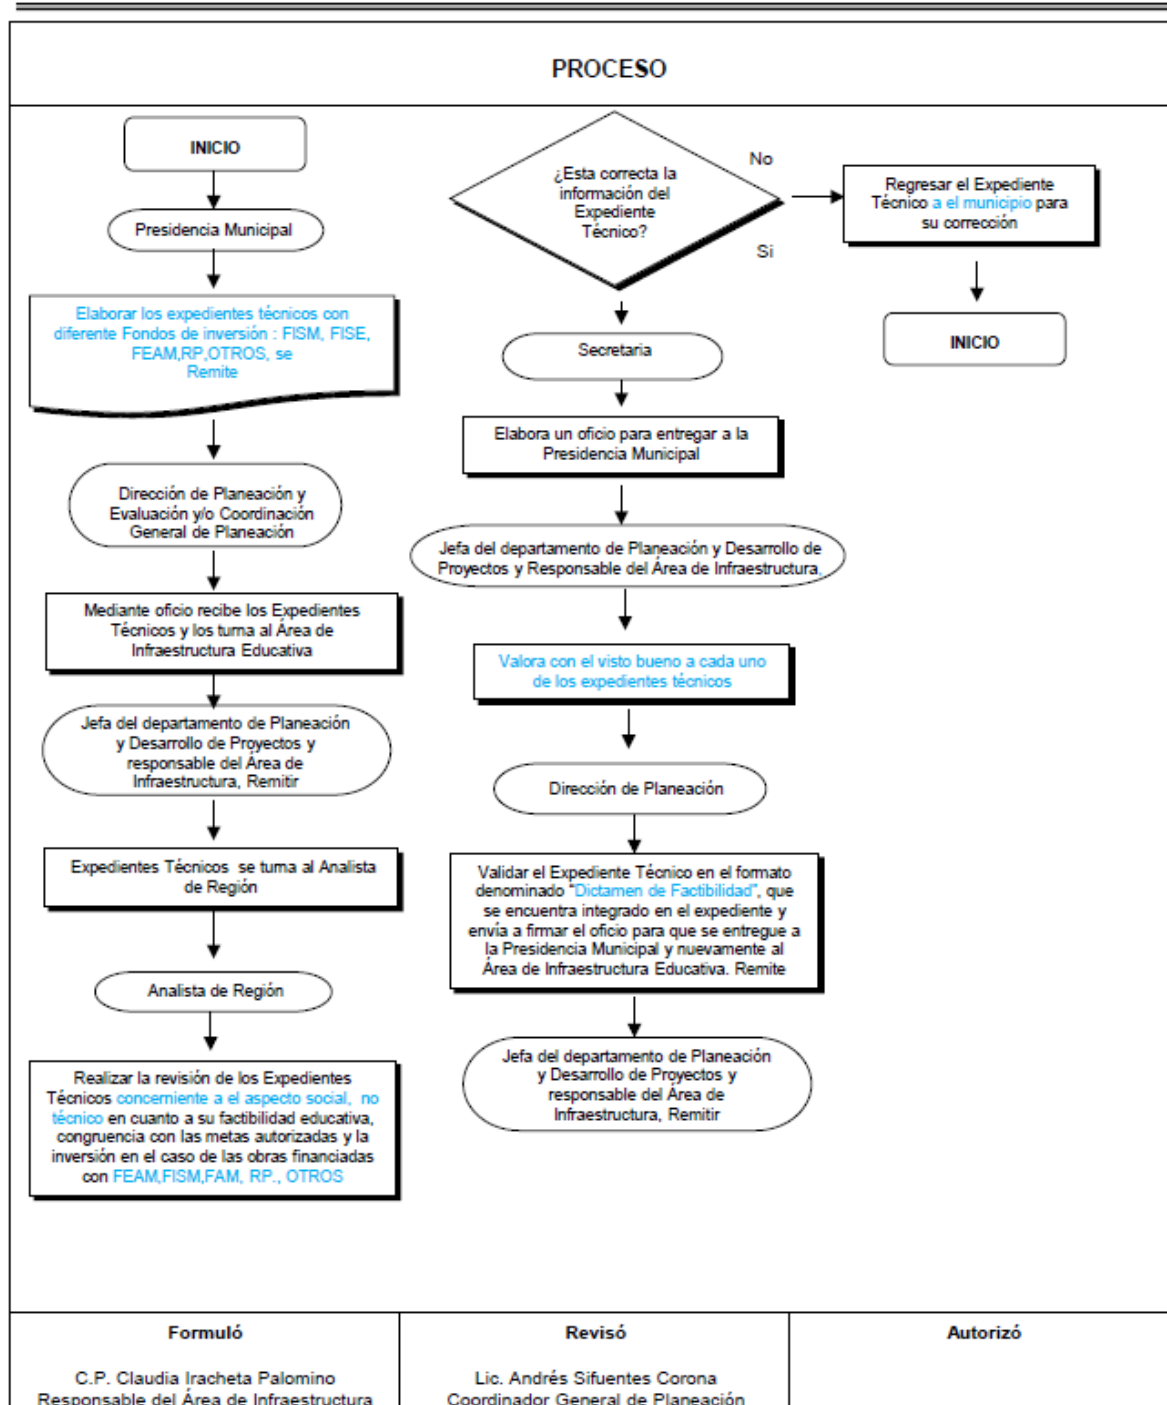 PROCESO
INICIO
Presidencia Municipal
Elaborar los expedientes técnicos con
diferente Fondos de inversión : FISM, FISE,
FEAM,RP,OTROS, se
Remite
Dirección de Planeación y
Evaluación y/o Coordinación
General de Planeación
Mediante oficio recibe los Expedientes
Técnicos y los turna al Área de
Infraestructura Educativa
Jefa del departamento de Planeación
y Desarrollo de Proyectos y
responsable del Área de
Infraestructura, Remitir
Expedientes Técnicos se turna al Analista
de Región
Analista de Región
Realizar la revisión de los Expedientes
Técnicos concerniente a el aspecto social, no
técnico en cuanto a su factibilidad educativa,
congruencia con las metas autorizadas y la
inversión en el caso de las obras financiadas
con FEAM,FISM,FAM, RP., OTROS
¿Esta correcta la
información del
Expediente
Técnico?
No
Si
Regresar el Expediente
Técnico a el municipio para
su corrección
INICIO
Secretaria
Elabora un oficio para entregar a la
Presidencia Municipal
Jefa del departamento de Planeación y Desarrollo de
Proyectos y Responsable del Área de Infraestructura.
Valora con el visto bueno a cada uno
de los expedientes técnicos
Dirección de Planeación
Validar el Expediente Técnico en el formato
denominado “Dictamen de Factibilidad”, que
se encuentra integrado en el expediente y
envía a firmar el oficio para que se entregue a
la Presidencia Municipal y nuevamente al
Área de Infraestructura Educativa. Remite
Jefa del departamento de Planeación
y Desarrollo de Proyectos y
responsable del Área de
Infraestructura, Remitir
Formuló
C.P. Claudia Iracheta Palomino
Responsable del Área de Infraestructura
Revisó
Lic. Andrés Sifuentes Corona
Coordinador General de Planeación
Autorizó